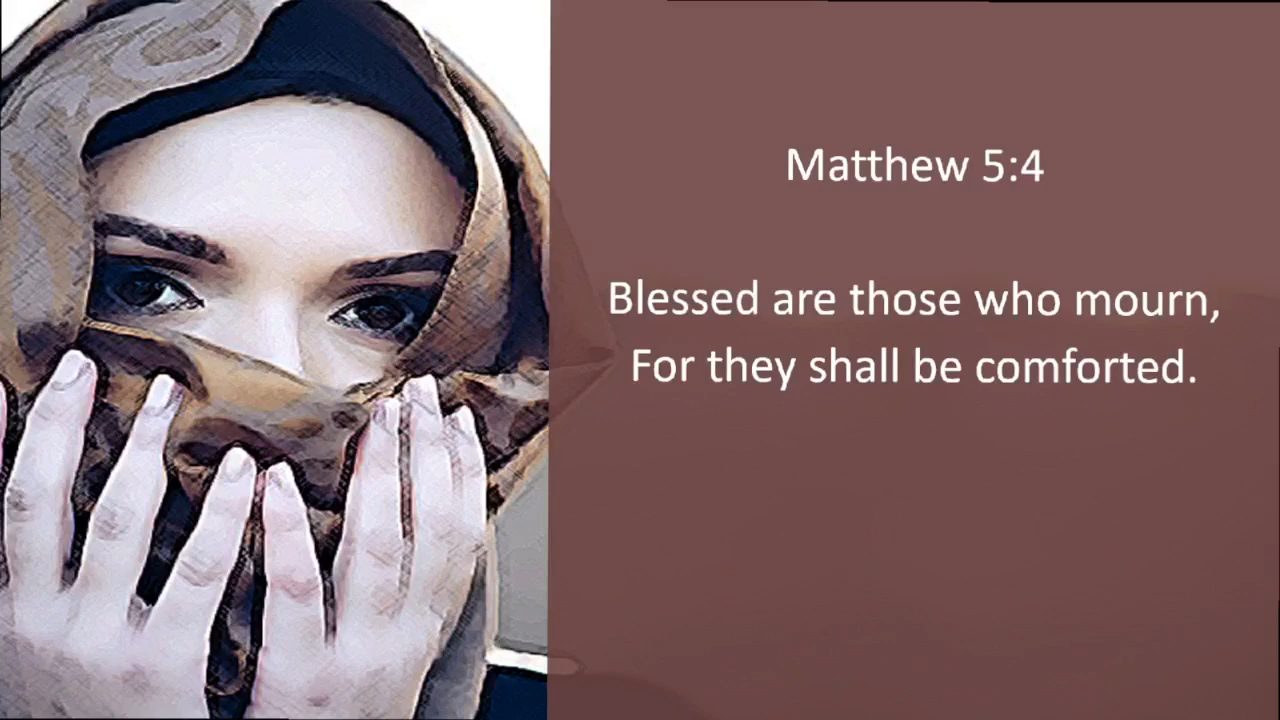 Matthew 5:4
Blessed are those who mourn,
For they shall be comforted.